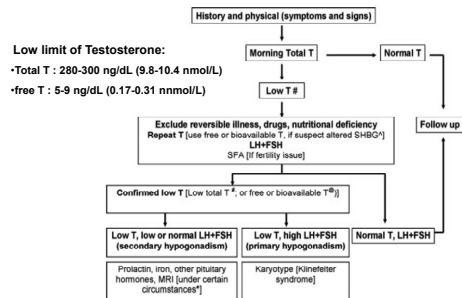 History and physical (symptoms and signs)
Low limit of Testosterone:
•Total T : 280-300 ng/dL (9.8-10.4 nmol/L)
•free T : 5-9 ng/dL (0.17-0.31 nnmol/L)
Morning Total T
Normal T
Low T #
Exclude reversible illness, drugs, nutritional deficiency
Repeat T [use free or bioavailable T, if suspect altered SHBG^]
LH+FSH
SFA [If fertility issue]
Follow up
Confirmed low T [Low total T #, or free or bioavailable T@)]
Low T, low or normal LH+FSH
(secondary hypogonadism)
Low T, high LH+FSH
(primary hypogonadism)
Normal T, LH+FSH
Prolactin, iron, other pituitary
hormones, MRI [under certain
circumstances*]
Karyotype [Klinefelter
syndrome]